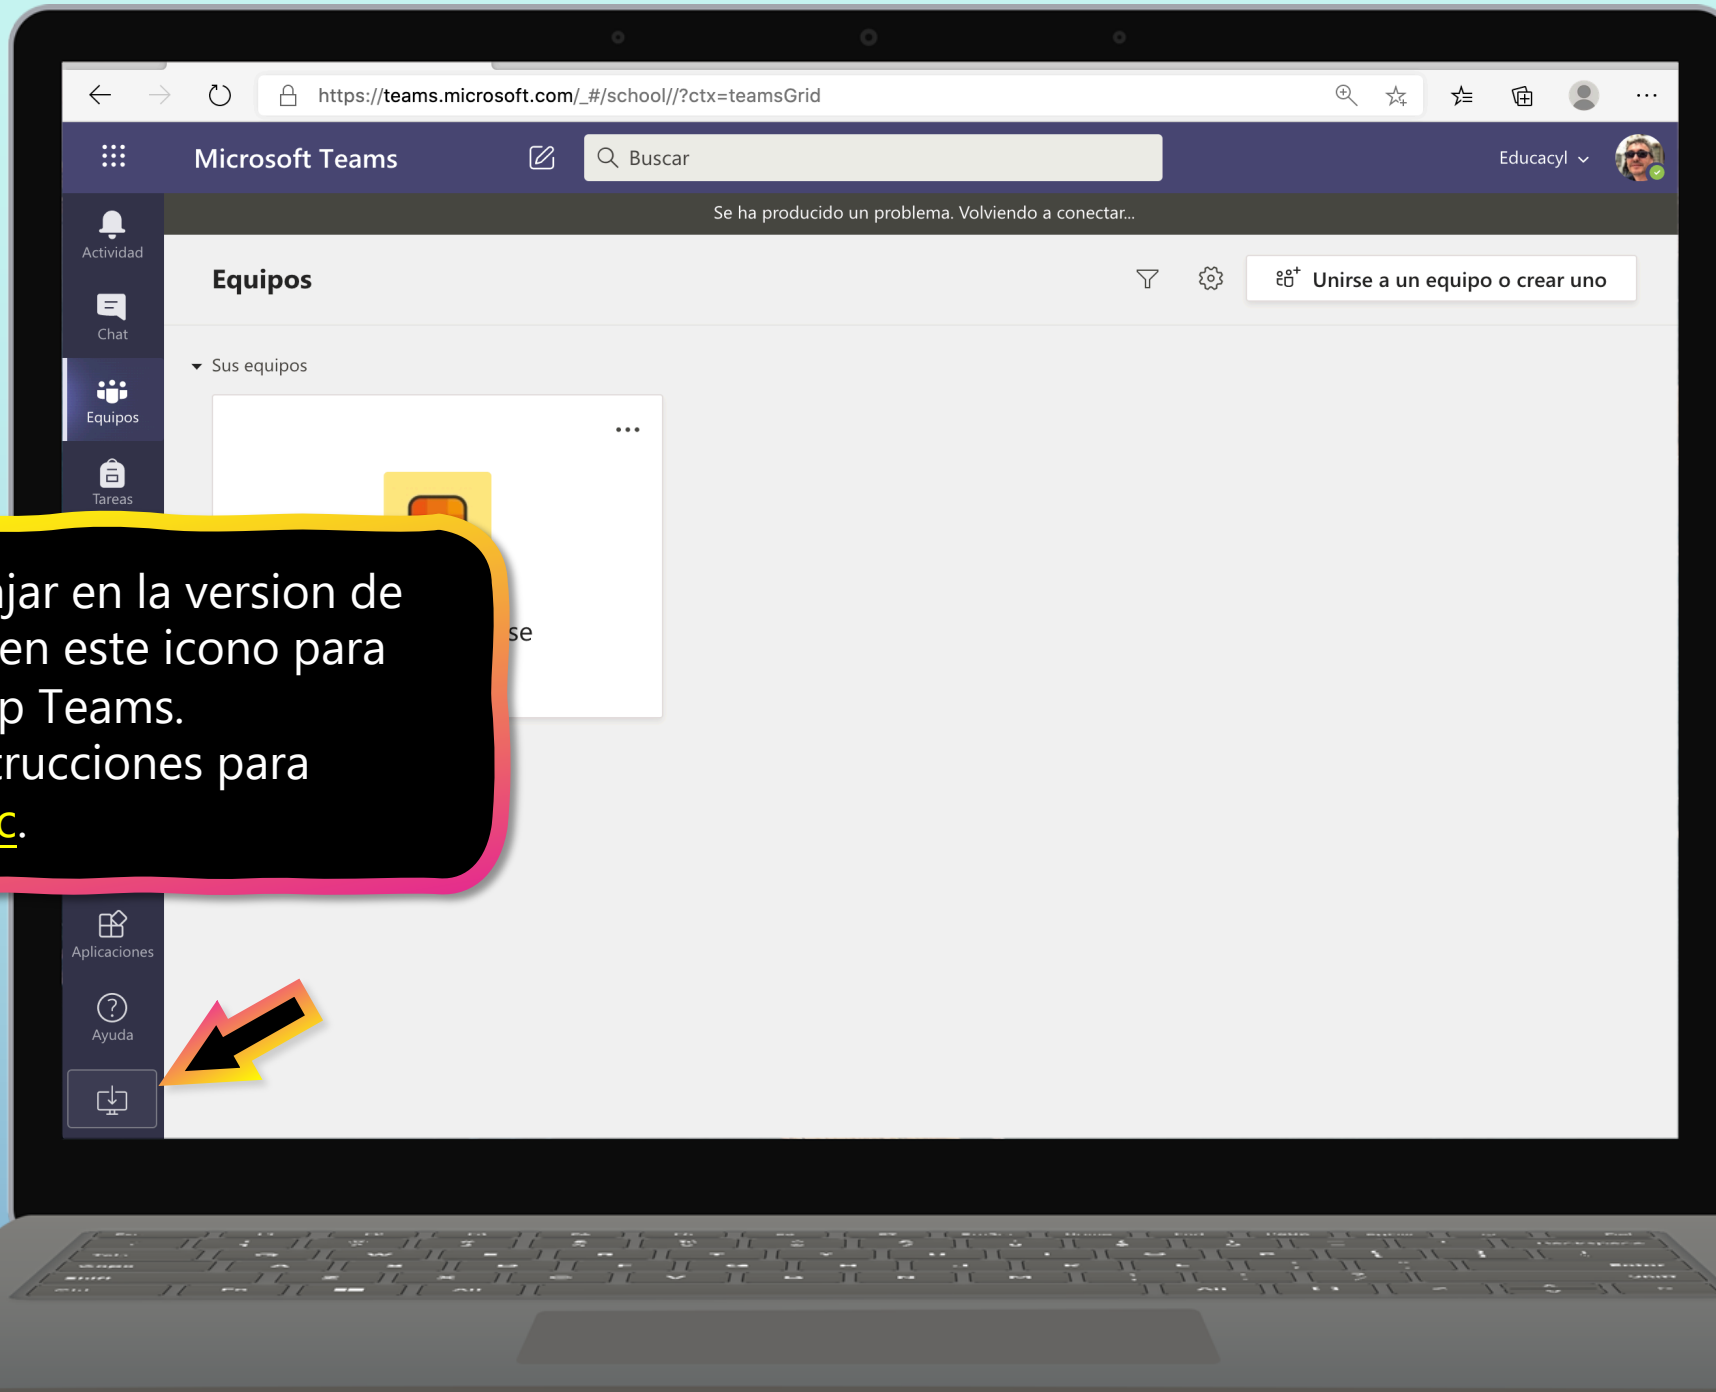 https://teams.microsoft.com/_#/school//?ctx=teamsGrid
Microsoft Teams
Buscar
Educacyl
Se ha producido un problema. Volviendo a conectar...
Actividad
Chat
Equipos
Tareas
Equipos
Unirse a un equipo o crear uno
Sus equipos
se
jar en la version de
en este icono para
p Teams.
trucciones para
c.
Aplicaciones
Ayuda